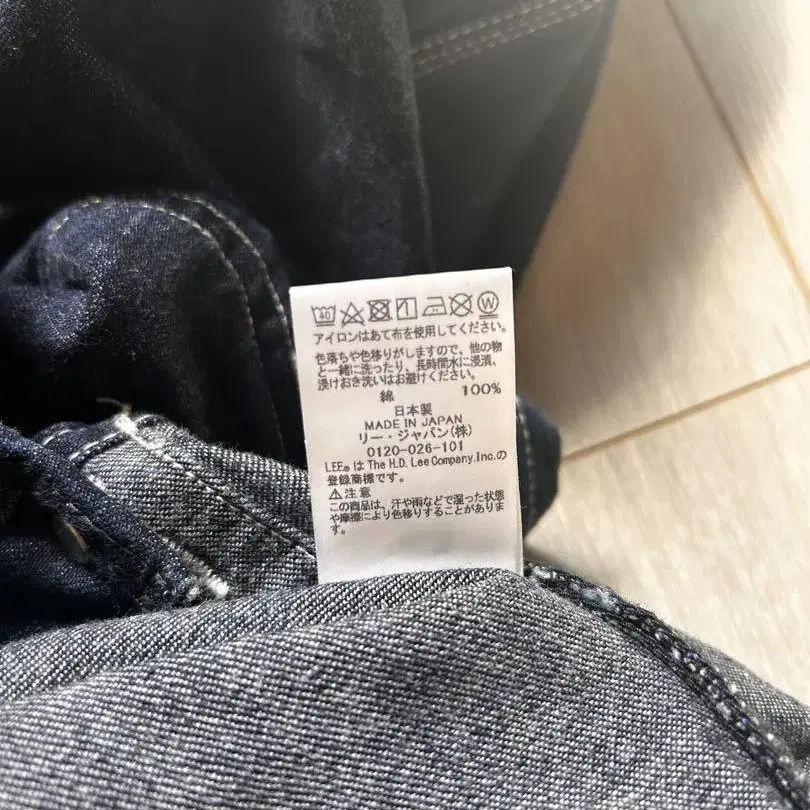 40 W
アイロンはあて布を使用してください。
色落ちや色移りがしますので、他の物
と一緒に洗ったり、長時間水に浸漬、
漬けおき洗いはお避けください。
綿 100%
日本製
MADE IN JAPAN
リー・ジャパン(株)
0120-026-101
LEE®は The H.D. Lee Company, Inc.の
登録商標です。
⚠注意
この商品は、汗や雨などで湿った状態
や摩擦により色移りすることがありま
す。